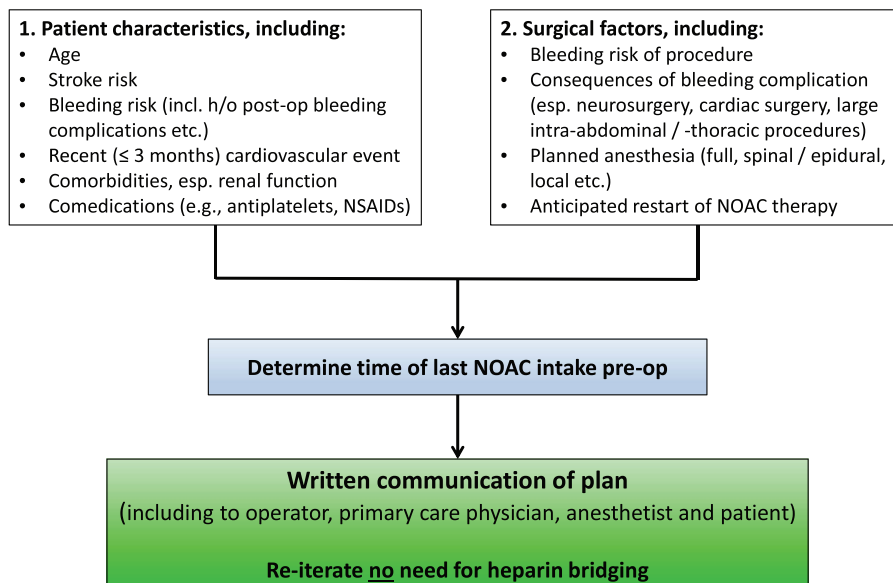 1. Patient characteristics, including:
• Age
• Stroke risk
• Bleeding risk (incl. h/o post-op bleeding
complications etc.)
• Recent (≤ 3 months) cardiovascular event
• Comorbidities, esp. renal function
• Comedications (e.g., antiplatelets, NSAIDs)
2. Surgical factors, including:
• Bleeding risk of procedure
• Consequences of bleeding complication
(esp. neurosurgery, cardiac surgery, large
intra-abdominal / -thoracic procedures)
• Planned anesthesia (full, spinal / epidural,
local etc.)
• Anticipated restart of NOAC therapy
Determine time of last NOAC intake pre-op
Written communication of plan
(including to operator, primary care physician, anesthetist and patient)
Re-iterate no need for heparin bridging